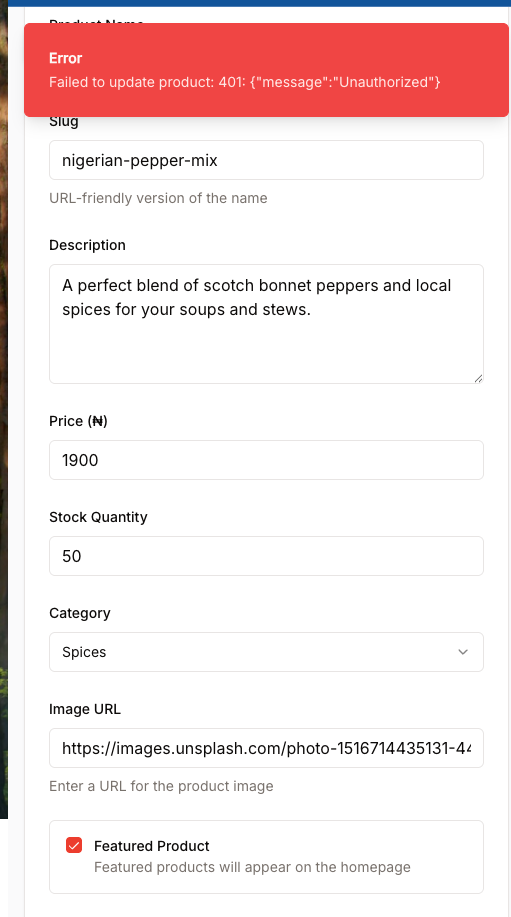 Product Name
Error
Failed to update product: 401: {"message":"Unauthorized"}
Slug
nigerian-pepper-mix
URL-friendly version of the name
Description
A perfect blend of scotch bonnet peppers and local
spices for your soups and stews.
Price (₦)
1900
Stock Quantity
50
Category
Spices
Image URL
https://images.unsplash.com/photo-1516714435131-44
Enter a URL for the product image
Featured Product
Featured products will appear on the homepage